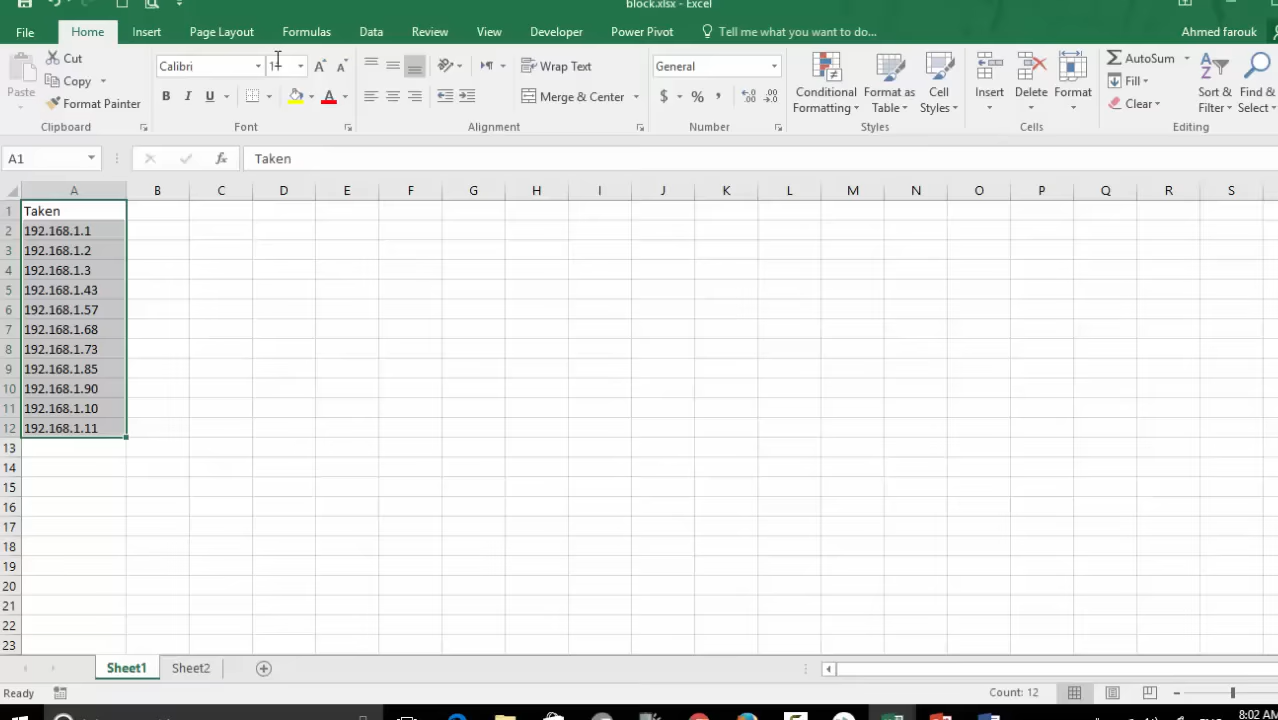 block.xlsx - Excel
File Home Insert Page Layout Formulas Data Review View Developer Power Pivot Tell me what you want to do... Ahmed farouk
Paste
Cut
Copy
Format Painter
Clipboard
Calibri
B I U
Font
Wrap Text
Merge & Center
Alignment
General
$ % ,
Number
Conditional Formatting
Format as Table
Cell Styles
Styles
Insert Delete Format
Cells
AutoSum
Fill
Clear
Sort & Filter
Find & Select
Editing
A1 fx Taken
A B C D E F G H I J K L M N O P Q R S
1 Taken
2 192.168.1.1
3 192.168.1.2
4 192.168.1.3
5 192.168.1.43
6 192.168.1.57
7 192.168.1.68
8 192.168.1.73
9 192.168.1.85
10 192.168.1.90
11 192.168.1.10
12 192.168.1.11
13
14
15
16
17
18
19
20
21
22
23
Sheet1 Sheet2
Ready Count: 12
8:02 AM